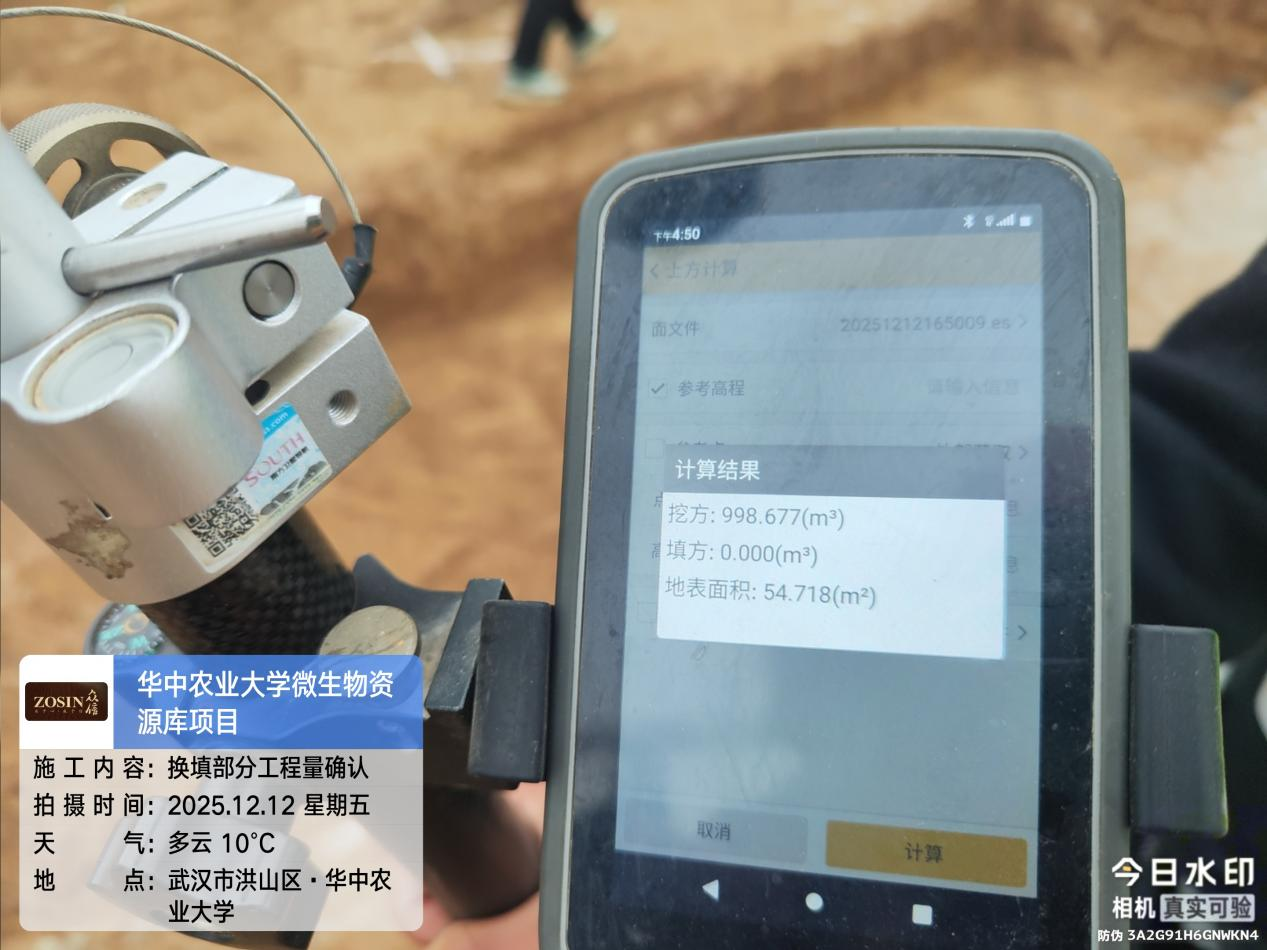 下午4:50
土方计算
面文件 20251212165009.es
参考高程 请输入信息
计算结果
挖方: 998.677(m³)
填方: 0.000(m³)
地表面积: 54.718(m²)
取消 计算
SOUTH
ZOSIN 众信
华中农业大学微生物资
源库项目
施工内容: 换填部分工程量确认
拍摄时间: 2025.12.12 星期五
天气: 多云 10°C
地点: 武汉市洪山区·华中农
业大学
今日水印
相机 真实可验
防伪 3A2G91H6GNWKN4